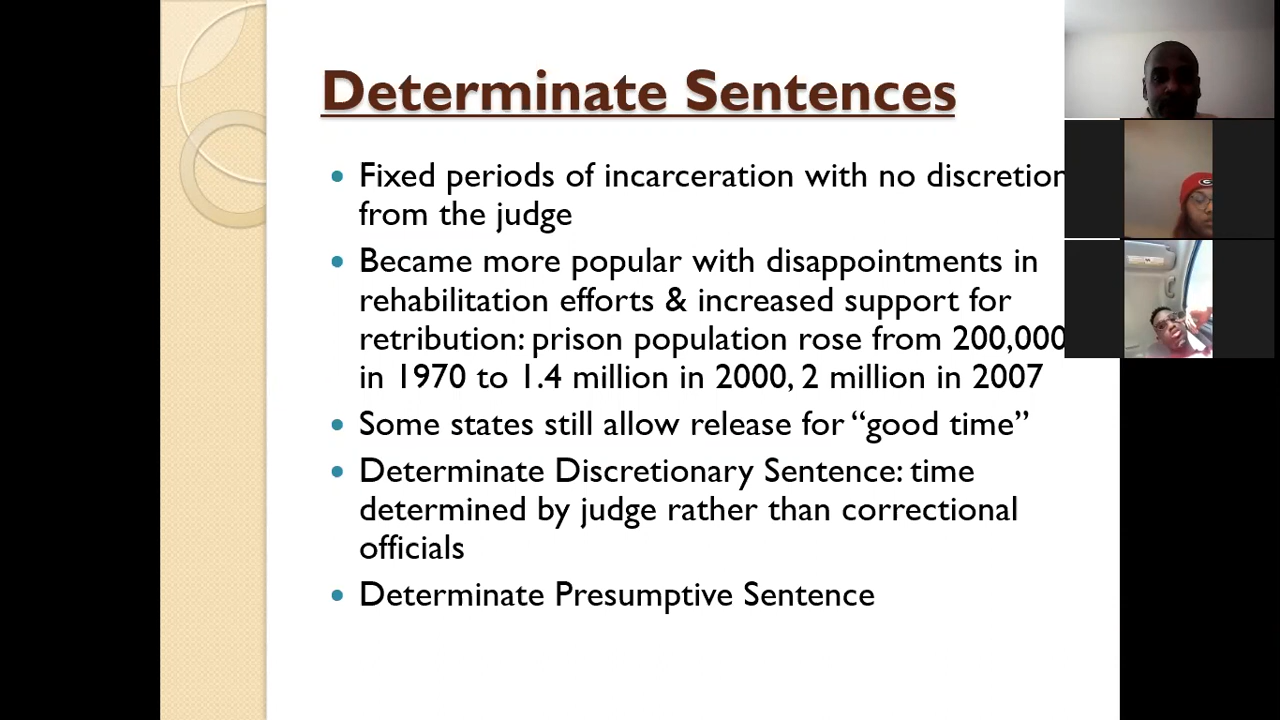 Determinate Sentences
• Fixed periods of incarceration with no discretion
from the judge
• Became more popular with disappointments in
rehabilitation efforts & increased support for
retribution: prison population rose from 200,000
in 1970 to 1.4 million in 2000, 2 million in 2007
• Some states still allow release for “good time”
• Determinate Discretionary Sentence: time
determined by judge rather than correctional
officials
• Determinate Presumptive Sentence